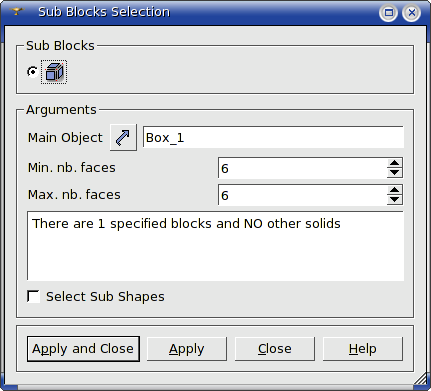 Sub Blocks Selection
Sub Blocks
Arguments
Main Object Box_1
Min. nb. faces 6
Max. nb. faces 6
There are 1 specified blocks and NO other solids
Select Sub Shapes
Apply and Close Apply Close Help